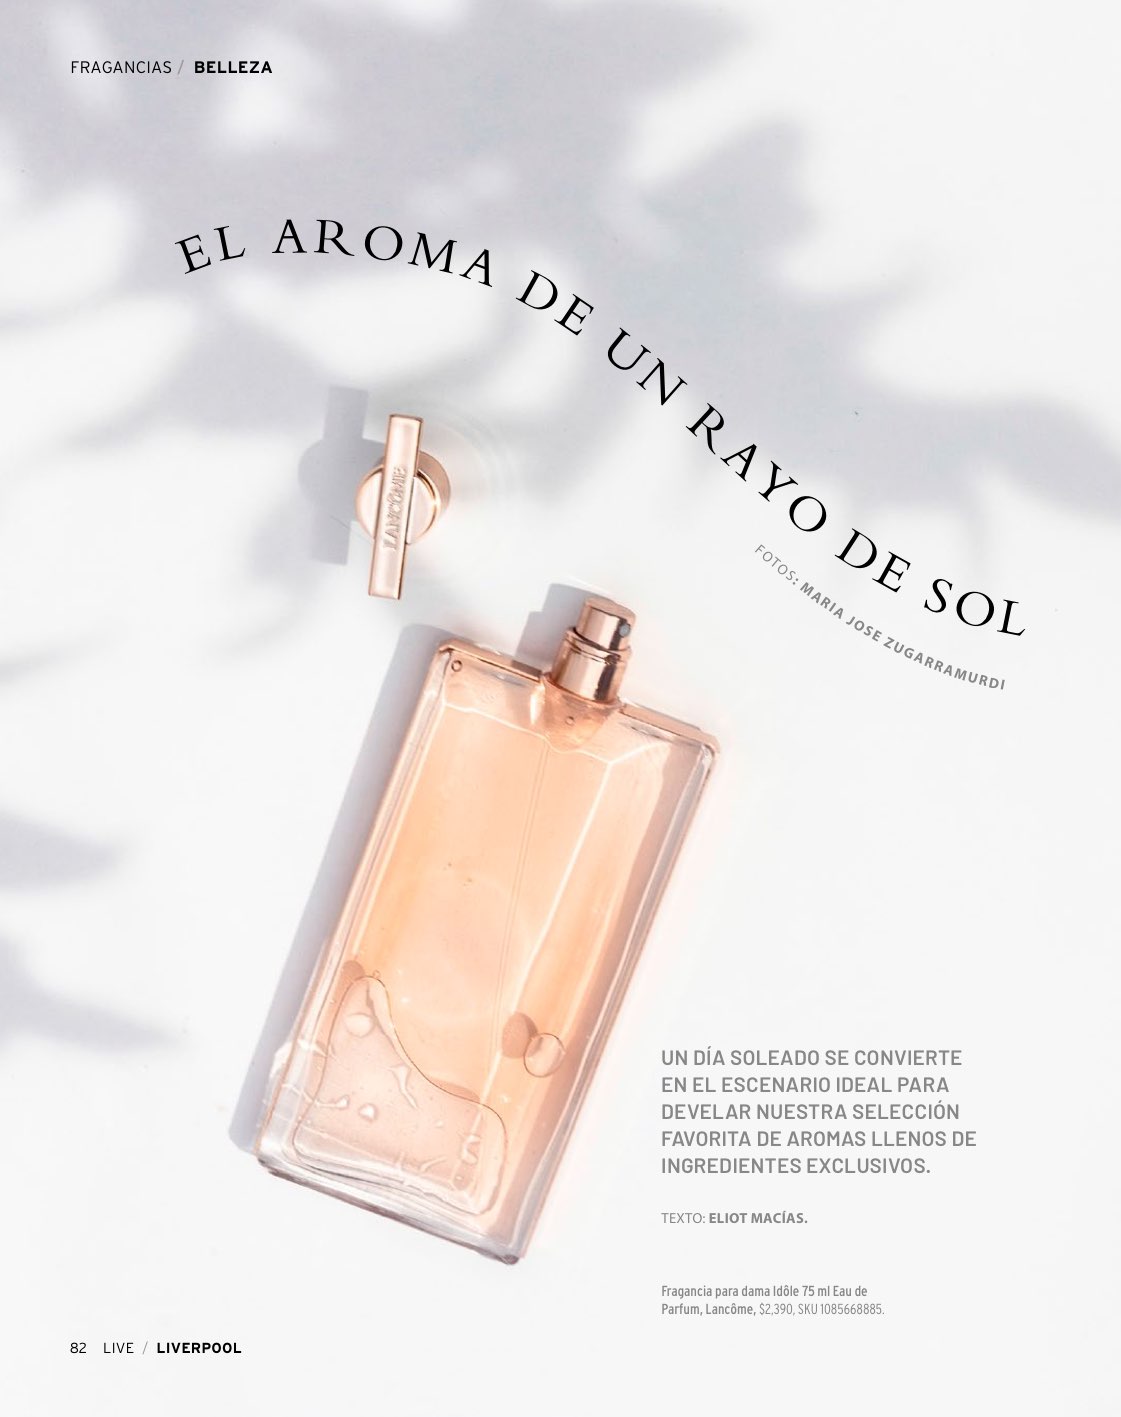 FRAGANCIAS / BELLEZA
EL AROMA DE UN RAYO DE SOL
FOTOS: MARIA JOSE ZUGARRAMURDI
LANCÔME
UN DÍA SOLEADO SE CONVIERTE
EN EL ESCENARIO IDEAL PARA
DEVELAR NUESTRA SELECCIÓN
FAVORITA DE AROMAS LLENOS DE
INGREDIENTES EXCLUSIVOS.
TEXTO: ELIOT MACÍAS.
Fragancia para dama Idôle 75 ml Eau de
Parfum, Lancôme, $2,390, SKU 1085668885.
82 LIVE / LIVERPOOL